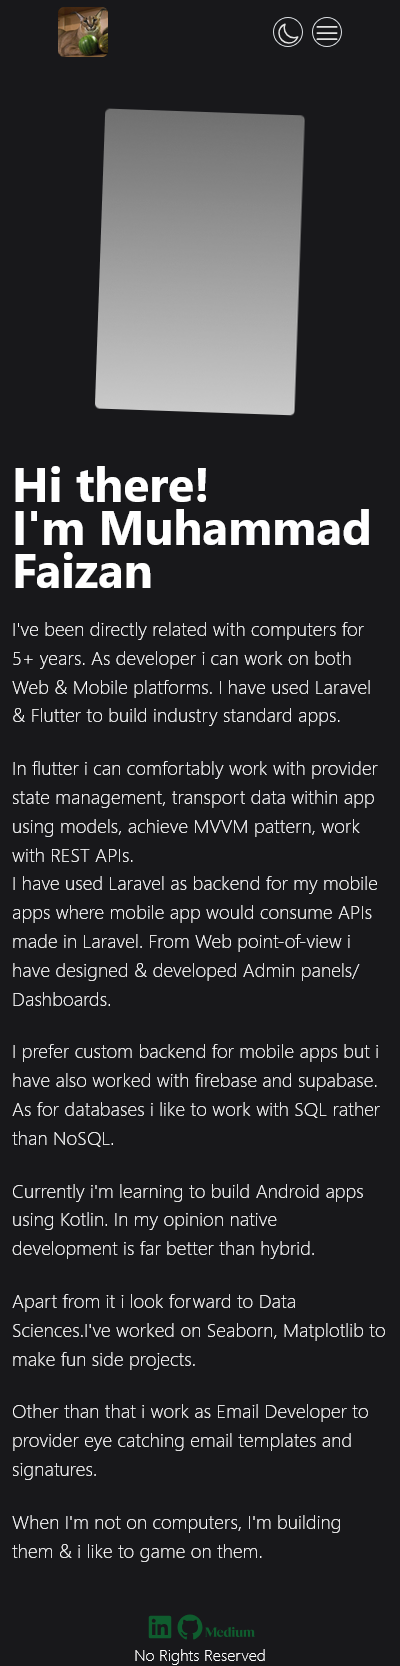 Hi there!
I'm Muhammad
Faizan
I've been directly related with computers for
5+ years. As developer i can work on both
Web & Mobile platforms. I have used Laravel
& Flutter to build industry standard apps.
In flutter i can comfortably work with provider
state management, transport data within app
using models, achieve MVVM pattern, work
with REST APIs.
I have used Laravel as backend for my mobile
apps where mobile app would consume APIs
made in Laravel. From Web point-of-view i
have designed & developed Admin panels/
Dashboards.
I prefer custom backend for mobile apps but i
have also worked with firebase and supabase.
As for databases i like to work with SQL rather
than NoSQL.
Currently i'm learning to build Android apps
using Kotlin. In my opinion native
development is far better than hybrid.
Apart from it i look forward to Data
Sciences.I've worked on Seaborn, Matplotlib to
make fun side projects.
Other than that i work as Email Developer to
provider eye catching email templates and
signatures.
When I'm not on computers, I'm building
them & i like to game on them.
in Medium
No Rights Reserved